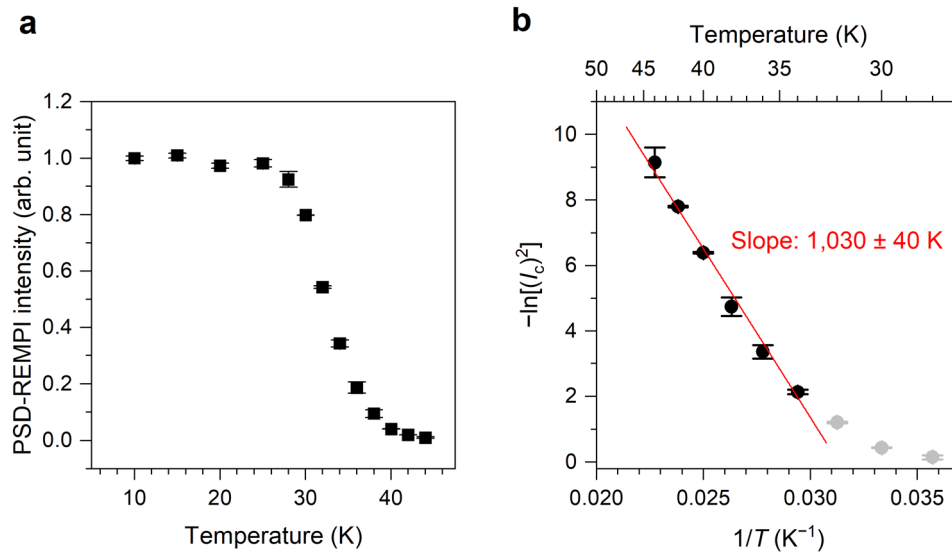 a
PSD-REMPI intensity (arb. unit)
1.2
1.0
0.8
0.6
0.4
0.2
0.0
10 20 30 40
Temperature (K)
b
Temperature (K)
50 45 40 35 30
−ln[(Ic)²]
10
8
6
4
2
0
Slope: 1,030 ± 40 K
0.020 0.025 0.030 0.035
1/T (K⁻¹)